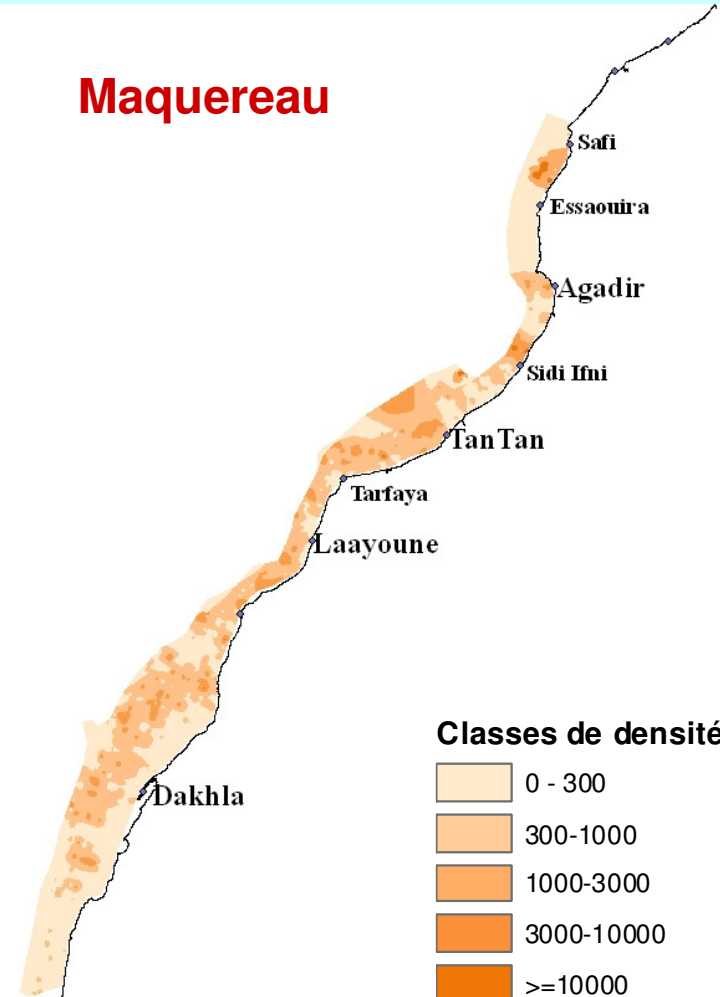 Maquereau
Safi
Essaouira
Agadir
Sidi Ifni
TanTan
Tarfaya
Laayoune
Dakhla
Classes de densité
0 - 300
300-1000
1000-3000
3000-10000
>=10000